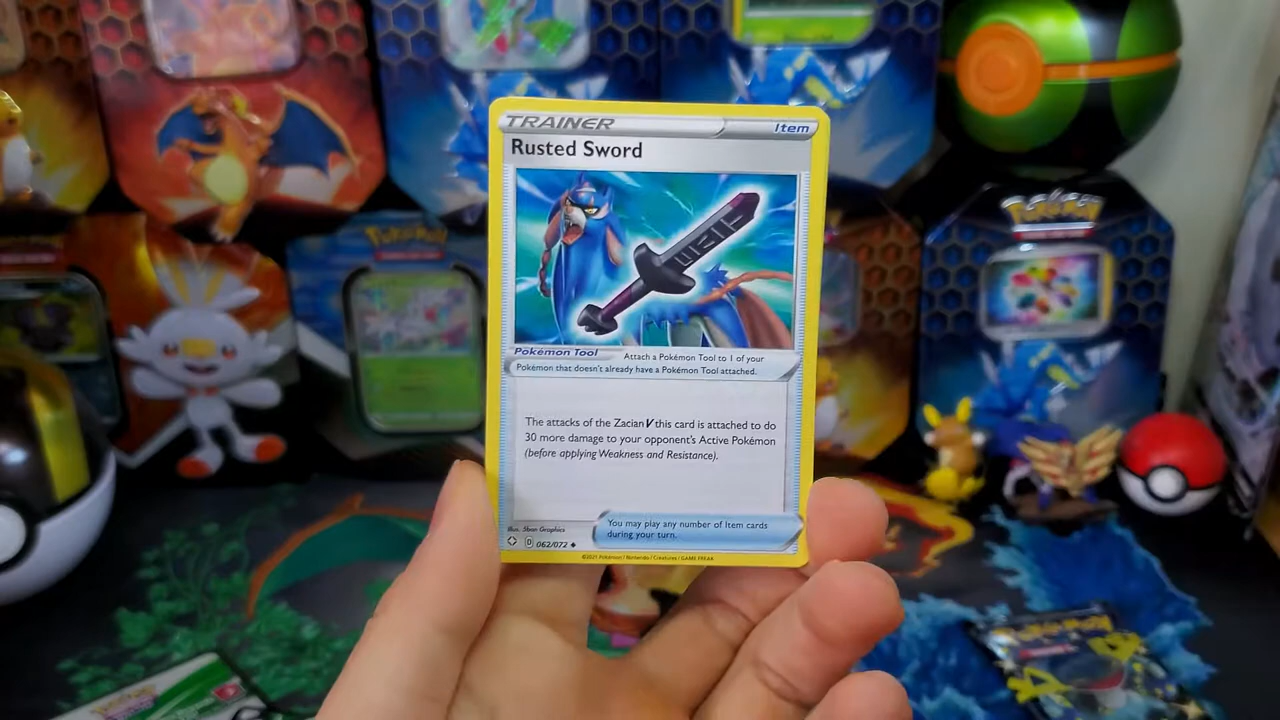 TRAINER
Item
Rusted Sword
Pokémon Tool
Attach a Pokémon Tool to 1 of your
Pokémon that doesn't already have a Pokémon Tool attached.
The attacks of the Zacian V this card is attached to do
30 more damage to your opponent's Active Pokémon
(before applying Weakness and Resistance).
You may play any number of Item cards
during your turn.
Illus. 5ban Graphics
D 062/072
©2021 Pokémon / Nintendo / Creatures / GAME FREAK
Pokémon
Pokémon
Pokémon